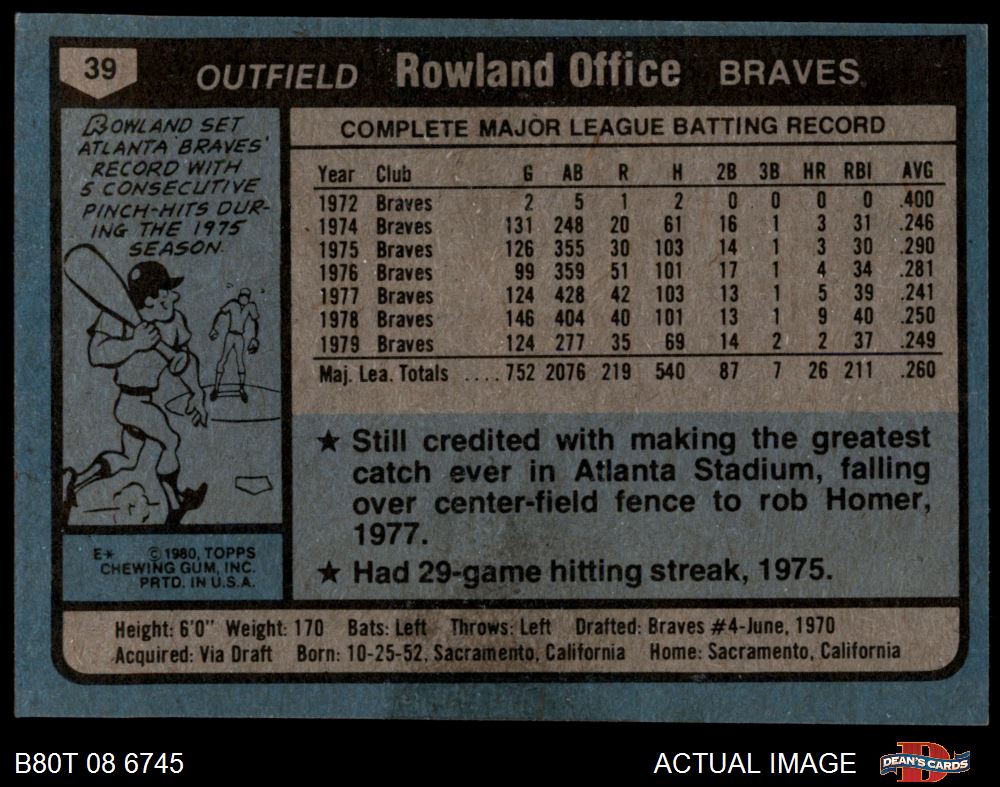 39 OUTFIELD Rowland Office BRAVES
ROWLAND SET
ATLANTA BRAVES'
RECORD WITH
5 CONSECUTIVE
PINCH-HITS DUR-
ING THE 1975
SEASON.
COMPLETE MAJOR LEAGUE BATTING RECORD
Year Club G AB R H 2B 3B HR RBI AVG
1972 Braves 2 5 1 2 0 0 0 0 .400
1974 Braves 131 248 20 61 16 1 3 31 .246
1975 Braves 126 355 30 103 14 1 3 30 .290
1976 Braves 99 359 51 101 17 1 4 34 .281
1977 Braves 124 428 42 103 13 1 5 39 .241
1978 Braves 146 404 40 101 13 1 9 40 .250
1979 Braves 124 277 35 69 14 2 2 37 .249
Maj. Lea. Totals ....752 2076 219 540 87 7 26 211 .260
★ Still credited with making the greatest
catch ever in Atlanta Stadium, falling
over center-field fence to rob Homer,
1977.
★ Had 29-game hitting streak, 1975.
E* © 1980, TOPPS
CHEWING GUM, INC.
PRTD. IN U.S.A.
Height: 6'0" Weight: 170 Bats: Left Throws: Left Drafted: Braves #4-June, 1970
Acquired: Via Draft Born: 10-25-52, Sacramento, California Home: Sacramento, California
B80T 08 6745 ACTUAL IMAGE DEAN'S CARDS